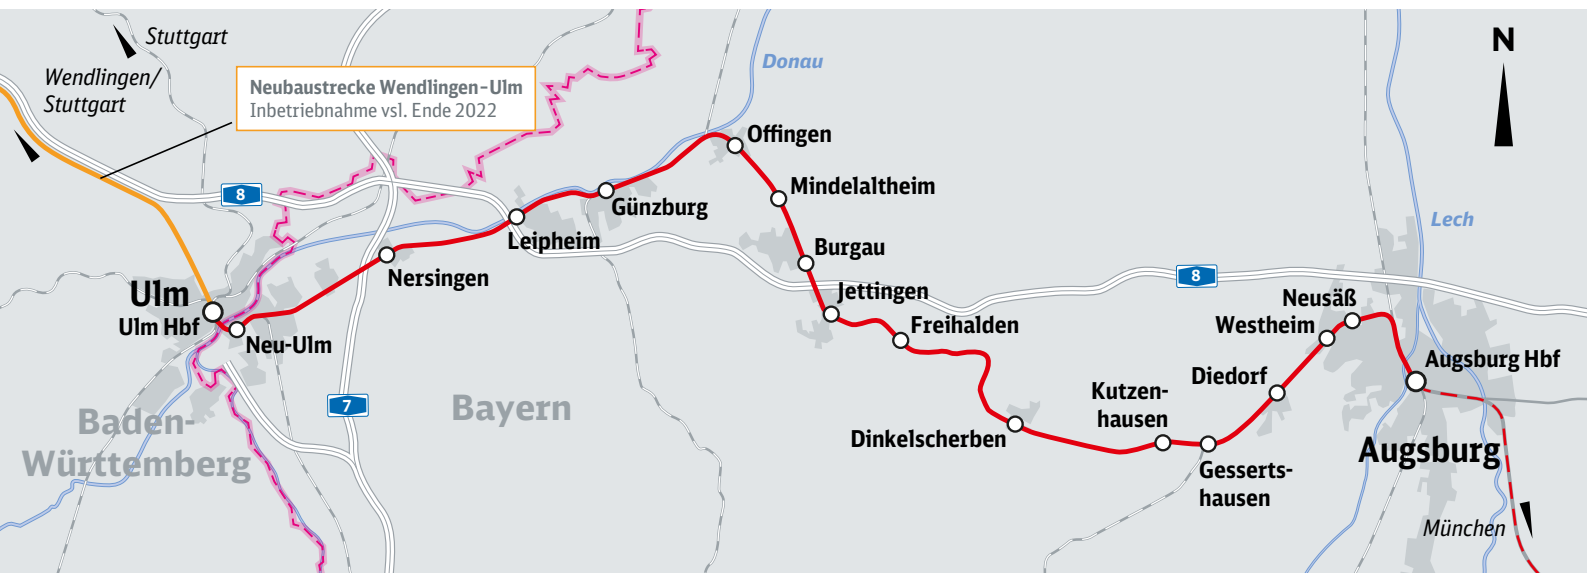 Stuttgart
Wendlingen/
Stuttgart
Neubaustrecke Wendlingen-Ulm
Inbetriebnahme vsl. Ende 2022
Donau
N
Offingen
Mindelaltheim
8
Günzburg
Lech
Leipheim
Burgau
Nersingen
8
Jettingen
Ulm
Ulm Hbf
Neu-Ulm
Freihalden
Neusäß
Westheim
Augsburg Hbf
Diedorf
Kutzen-
hausen
7
Bayern
Baden-
Württemberg
Dinkelscherben
Augsburg
Gesserts-
hausen
München